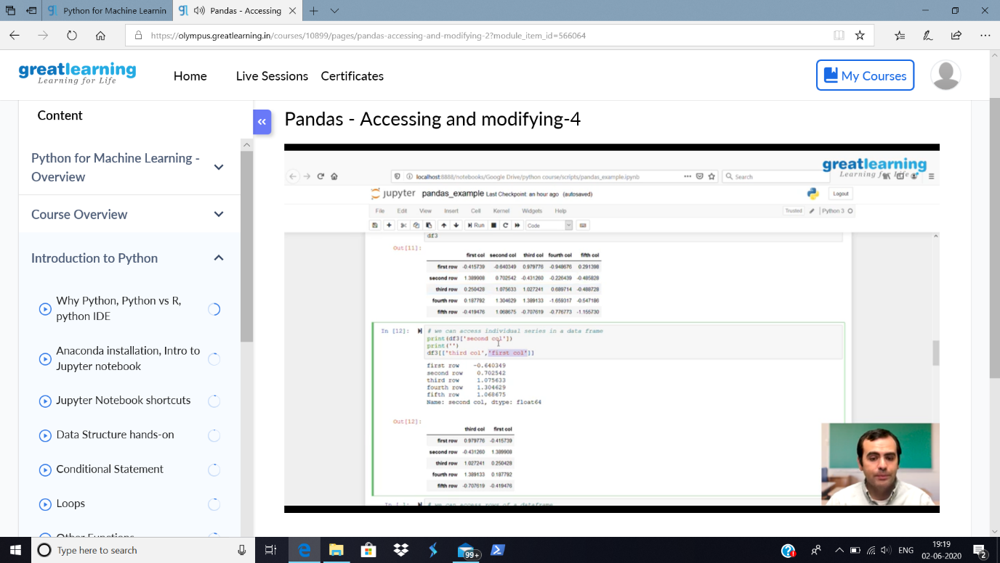 Python for Machine Learnin
Pandas - Accessing
https://olympus.greatlearning.in/courses/10899/pages/pandas-accessing-and-modifying-2?module_item_id=566064
greatlearning
Learning for Life
Home
Live Sessions
Certificates
My Courses
Content
Python for Machine Learning -
Overview
Course Overview
Introduction to Python
Why Python, Python vs R,
python IDE
Anaconda installation, Intro to
Jupyter notebook
Jupyter Notebook shortcuts
Data Structure hands-on
Conditional Statement
Loops
Other Functions
Pandas - Accessing and modifying-4
greatlearning
Learning for Life
localhost:8888/notebooks/Google Drive/python course/scripts/pandas_example.ipynb
Search
jupyter pandas_example Last Checkpoint: an hour ago (autosaved)
Logout
File Edit View Insert Cell Kernel Widgets Help
Trusted Python 3
Run Code
df3
Out[11]:
first col second col third col fourth col fifth col
first row -0.415739 -0.640349 0.979776 -0.948676 0.291398
second row 1.389908 0.702542 -0.431260 -0.226439 -0.485828
third row 0.250428 1.075633 1.027241 0.689714 -0.488728
fourth row 0.187792 1.304629 1.389133 -1.659317 -0.547186
fifth row -0.419476 1.068675 -0.707619 -0.776773 -1.155730
In [12]: # we can access individual series in a data frame
print(df3['second col'])
print('')
df3[['third col','first col']]
first row -0.640349
second row 0.702542
third row 1.075633
fourth row 1.304629
fifth row 1.068675
Name: second col, dtype: float64
Out[12]:
third col first col
first row 0.979776 -0.415739
second row -0.431260 1.389908
third row 1.027241 0.250428
fourth row 1.389133 0.187792
fifth row -0.707619 -0.419476
In [ ]: # we can access rows of a dataframe
Type here to search
99+
ENG
19:19
02-06-2020
2